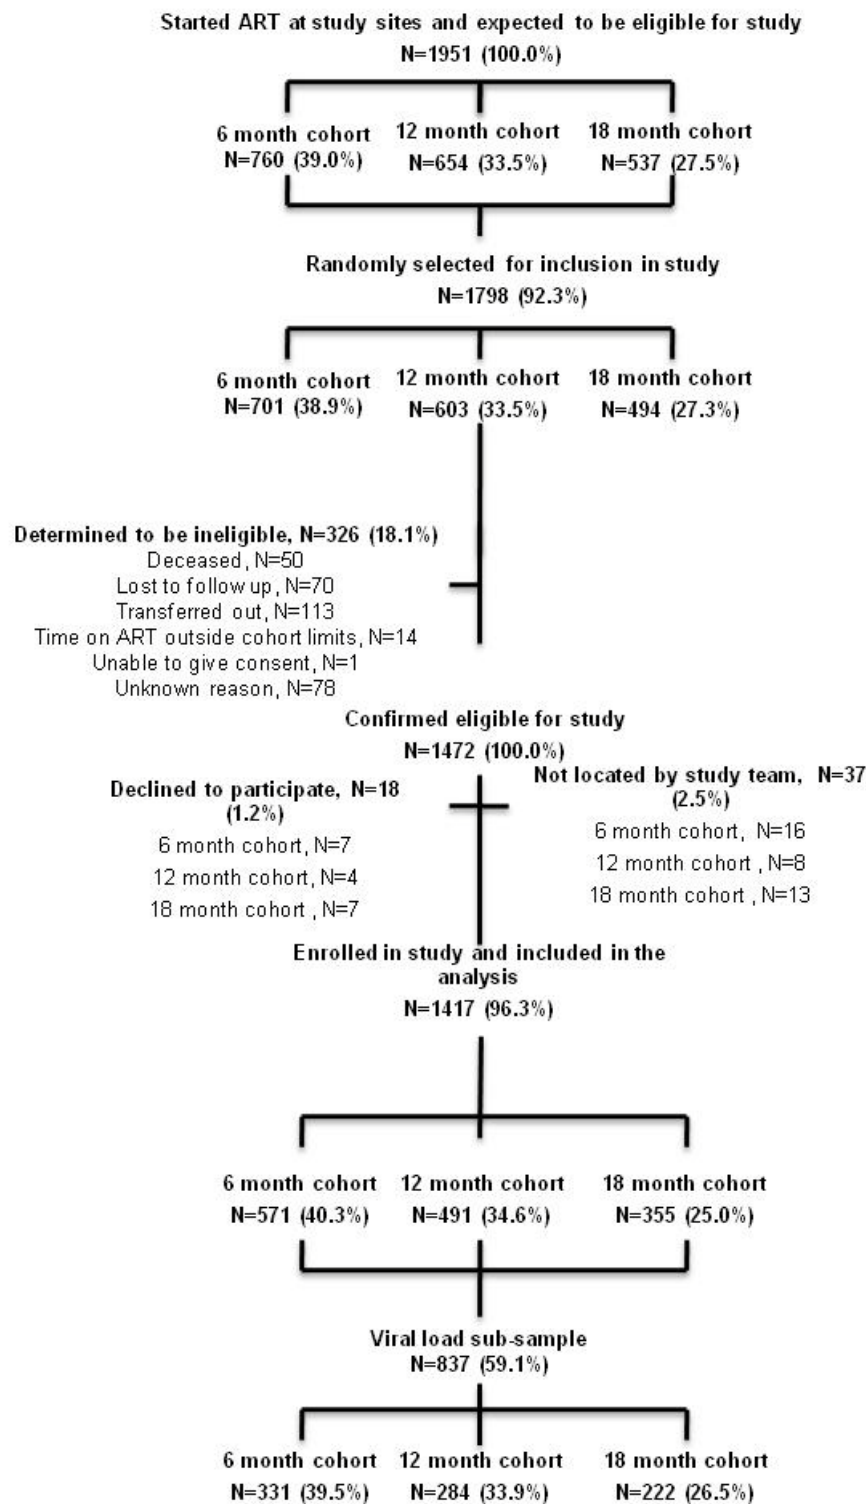 Started ART at study sites and expected to be eligible for study
N=1951 (100.0%)
6 month cohort
N=760 (39.0%)
12 month cohort
N=654 (33.5%)
18 month cohort
N=537 (27.5%)
Randomly selected for inclusion in study
N=1798 (92.3%)
6 month cohort
N=701 (38.9%)
12 month cohort
N=603 (33.5%)
18 month cohort
N=494 (27.3%)
Determined to be ineligible, N=326 (18.1%)
Deceased, N=50
Lost to follow up, N=70
Transferred out, N=113
Time on ART outside cohort limits, N=14
Unable to give consent, N=1
Unknown reason, N=78
Confirmed eligible for study
N=1472 (100.0%)
Declined to participate, N=18
(1.2%)
6 month cohort, N=7
12 month cohort, N=4
18 month cohort , N=7
Not located by study team, N=37
(2.5%)
6 month cohort, N=16
12 month cohort , N=8
18 month cohort , N=13
Enrolled in study and included in the
analysis
N=1417 (96.3%)
6 month cohort
N=571 (40.3%)
12 month cohort
N=491 (34.6%)
18 month cohort
N=355 (25.0%)
Viral load sub-sample
N=837 (59.1%)
6 month cohort
N=331 (39.5%)
12 month cohort
N=284 (33.9%)
18 month cohort
N=222 (26.5%)